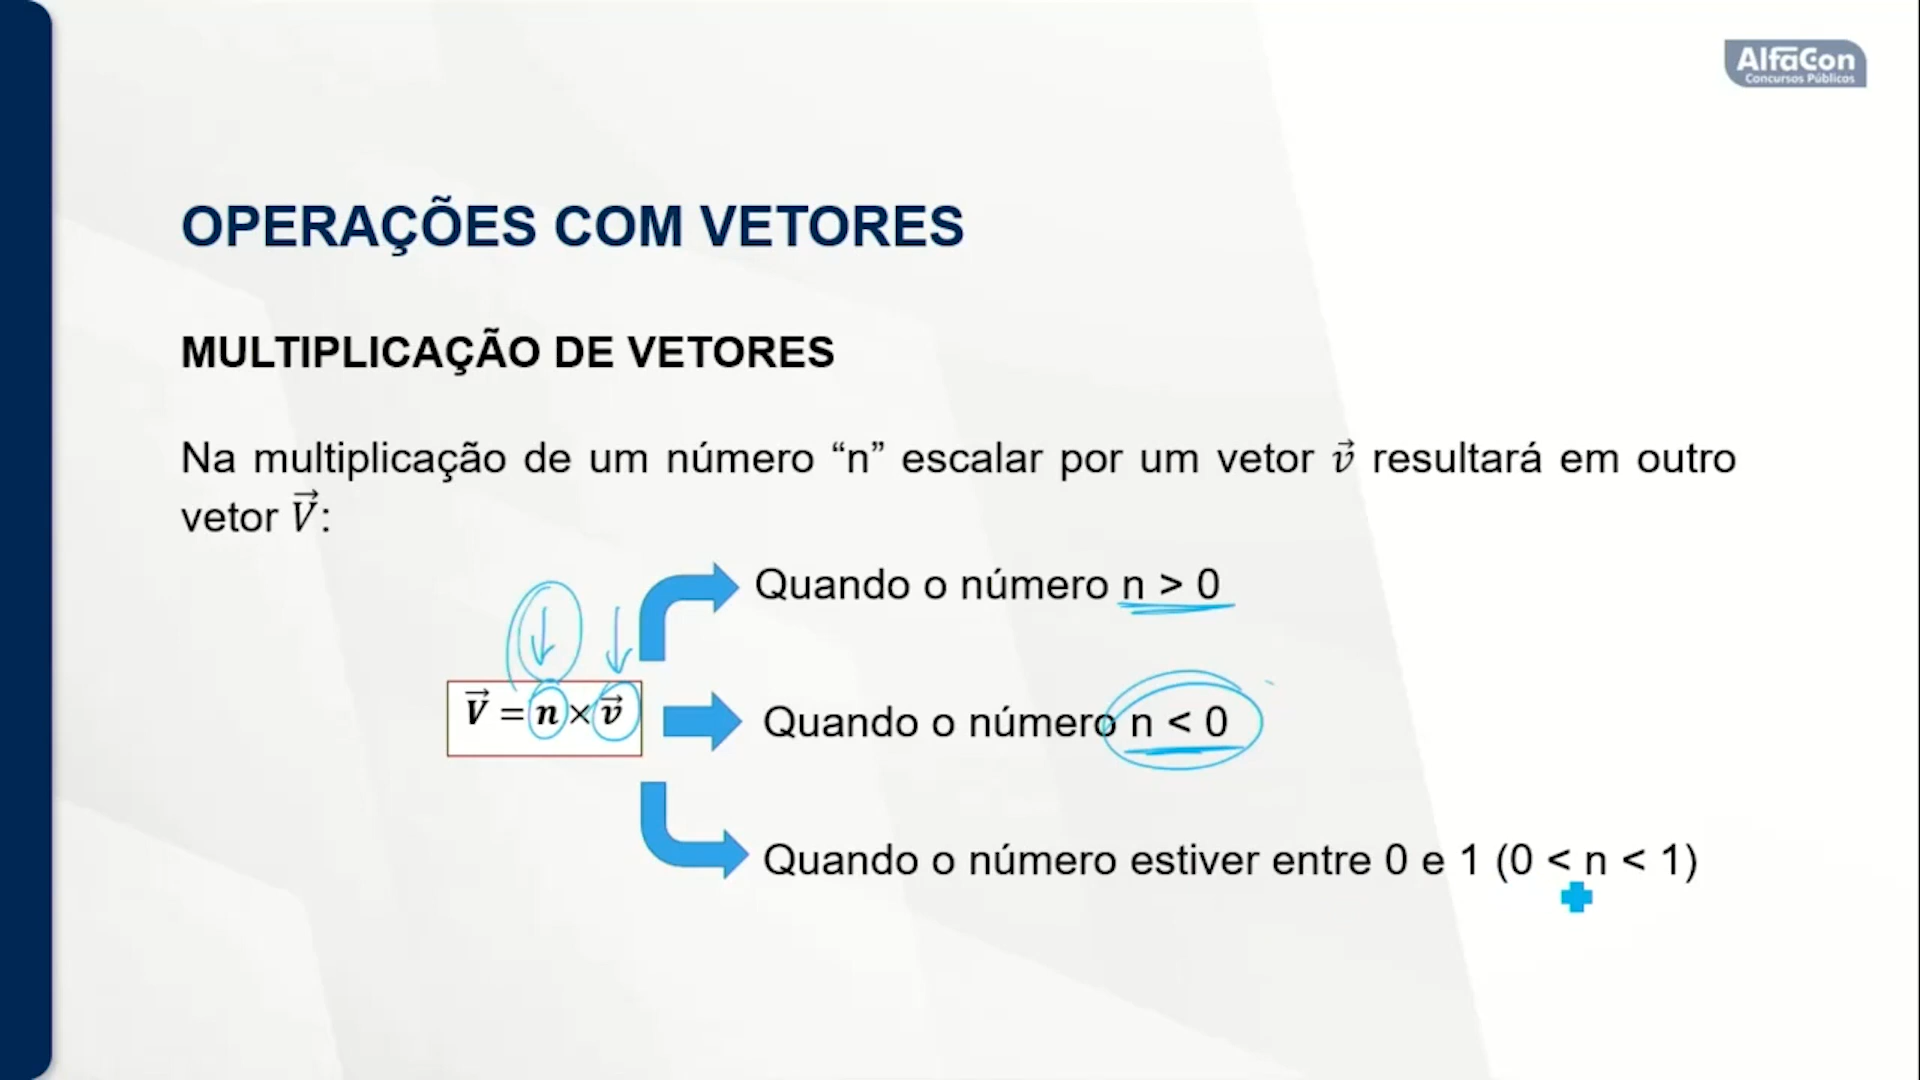 AlfaCon
Concursos Públicos
OPERAÇÕES COM VETORES
MULTIPLICAÇÃO DE VETORES
Na multiplicação de um número “n” escalar por um vetor v⃗ resultará em outro
vetor V⃗:
Quando o número n > 0
V⃗ = n × v⃗
Quando o número n < 0
Quando o número estiver entre 0 e 1 (0 < n < 1)